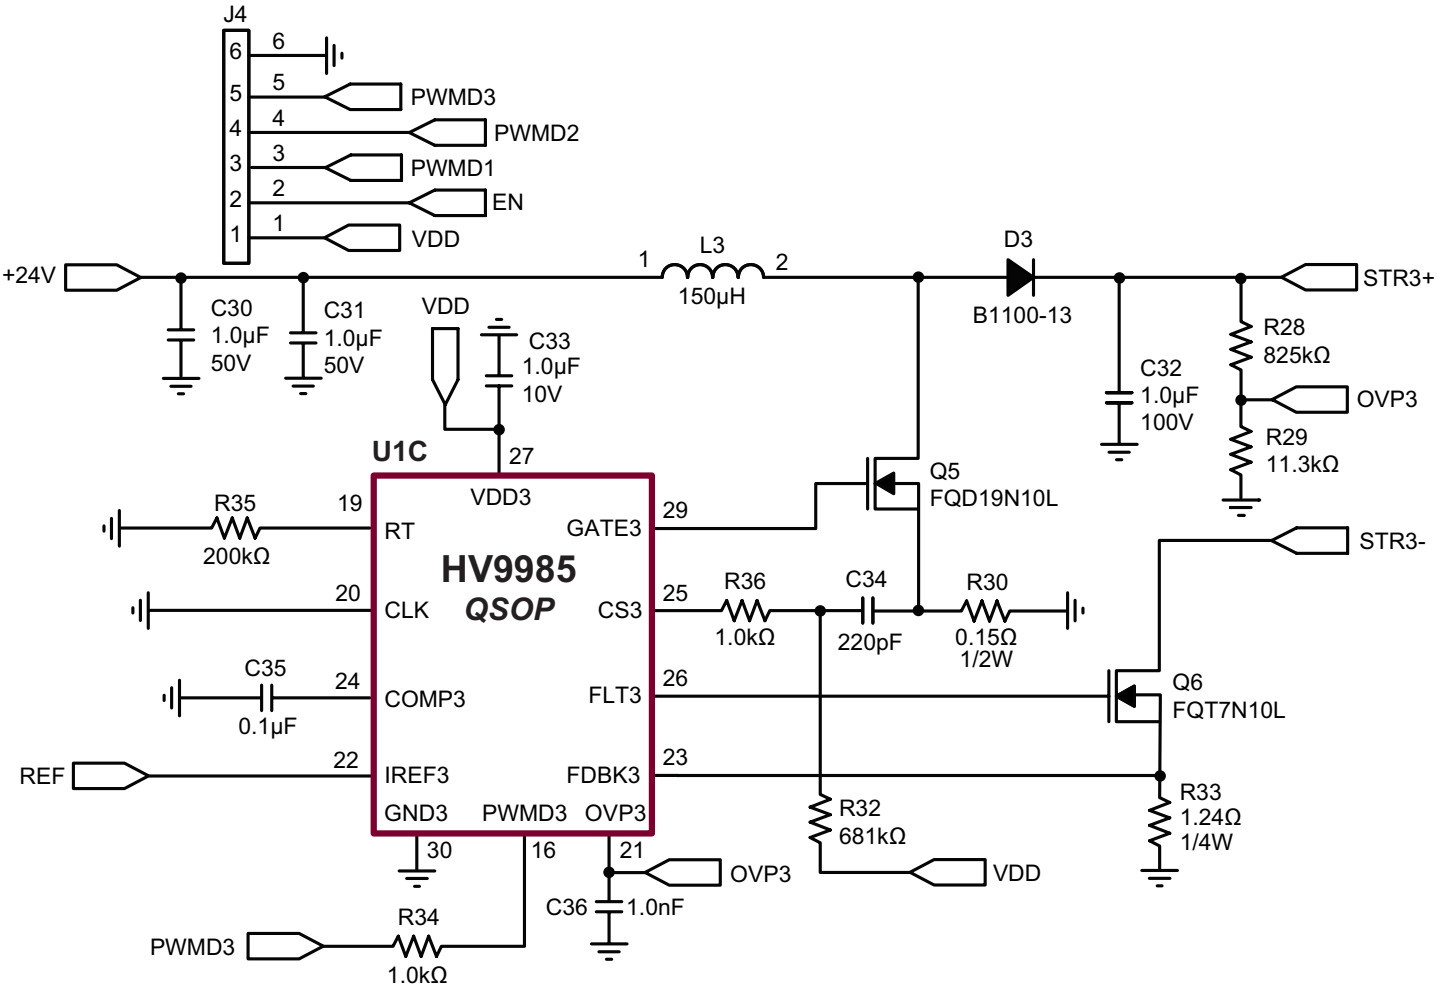 J4
6 6
5 5 PWMD3
4 4 PWMD2
3 3 PWMD1
2 2 EN
1 1 VDD
+24V
C30
1.0µF
50V
C31
1.0µF
50V
VDD
C33
1.0µF
10V
1 L3 2
150µH
D3
B1100-13
STR3+
R28
825kΩ
C32
1.0µF
100V
OVP3
R29
11.3kΩ
U1C
27
VDD3
R35
200kΩ
19
RT
GATE3
29
Q5
FQD19N10L
STR3-
HV9985
QSOP
20
CLK
CS3
25
R36
1.0kΩ
C34
220pF
R30
0.15Ω
1/2W
C35
0.1µF
24
COMP3
FLT3
26
Q6
FQT7N10L
REF
22
IREF3
FDBK3
23
GND3
PWMD3
OVP3
30
16
21
R32
681kΩ
VDD
R33
1.24Ω
1/4W
OVP3
C36
1.0nF
PWMD3
R34
1.0kΩ